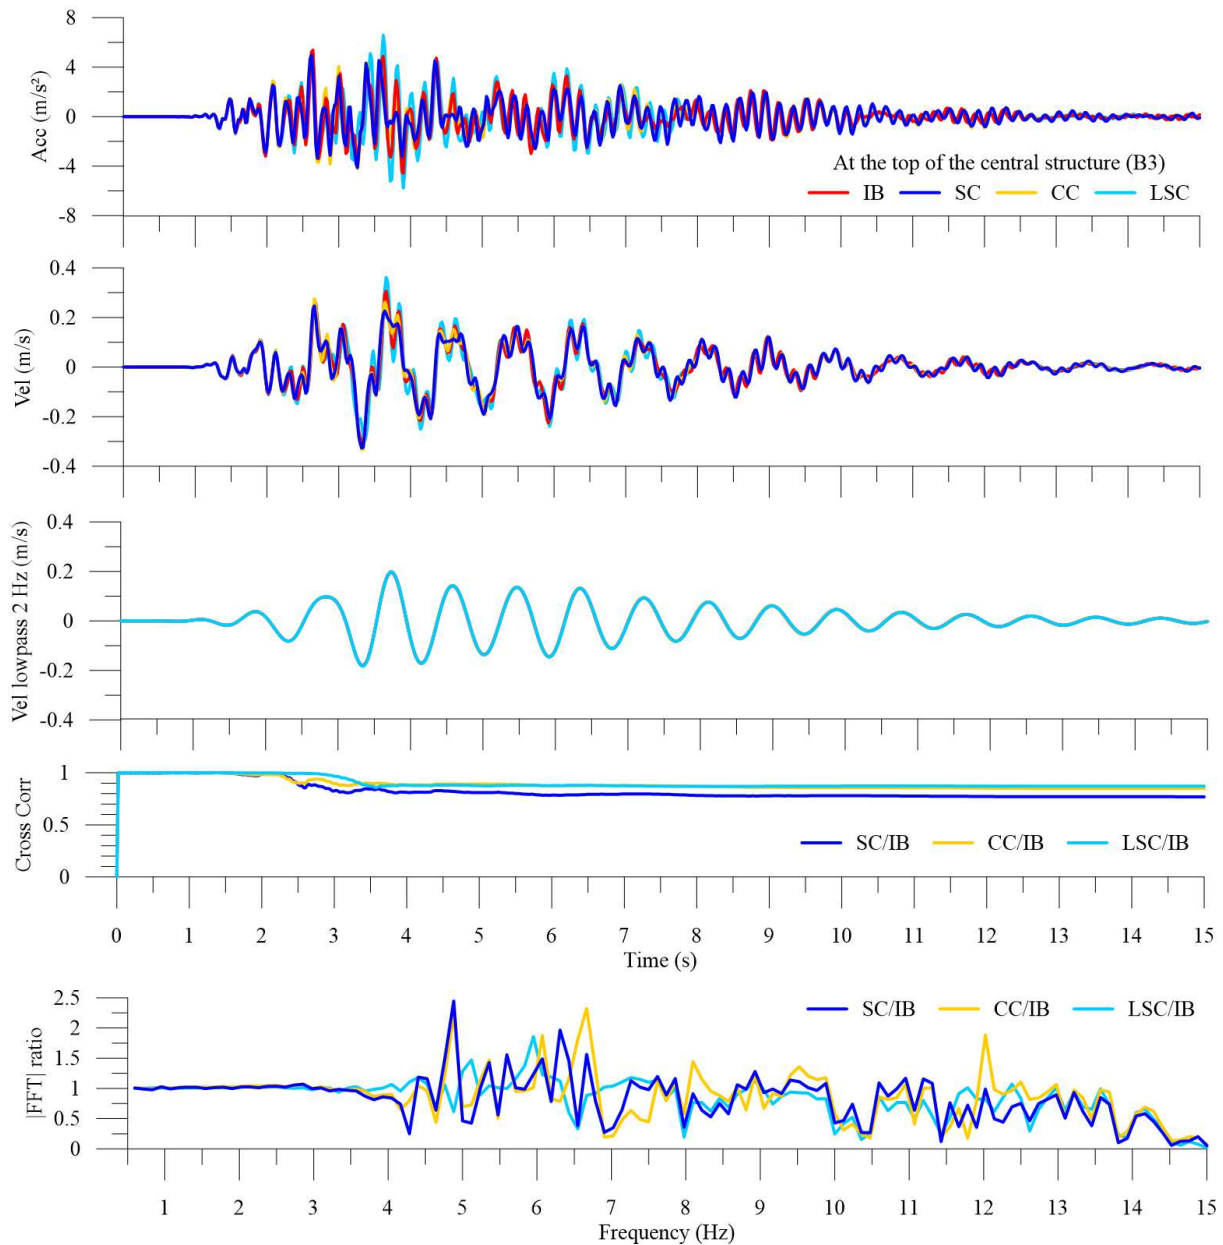 8
4
0
-4
-8
Acc (m/s²)
At the top of the central structure (B3)
IB SC CC LSC
0.4
0.2
0
-0.2
-0.4
Vel (m/s)
0.4
0.2
0
-0.2
-0.4
Vel lowpass 2 Hz (m/s)
1
0.5
0
Cross Corr
SC/IB CC/IB LSC/IB
0 1 2 3 4 5 6 7 8 9 10 11 12 13 14 15
Time (s)
2.5
2
1.5
1
0.5
0
|FFT| ratio
SC/IB CC/IB LSC/IB
1 2 3 4 5 6 7 8 9 10 11 12 13 14 15
Frequency (Hz)